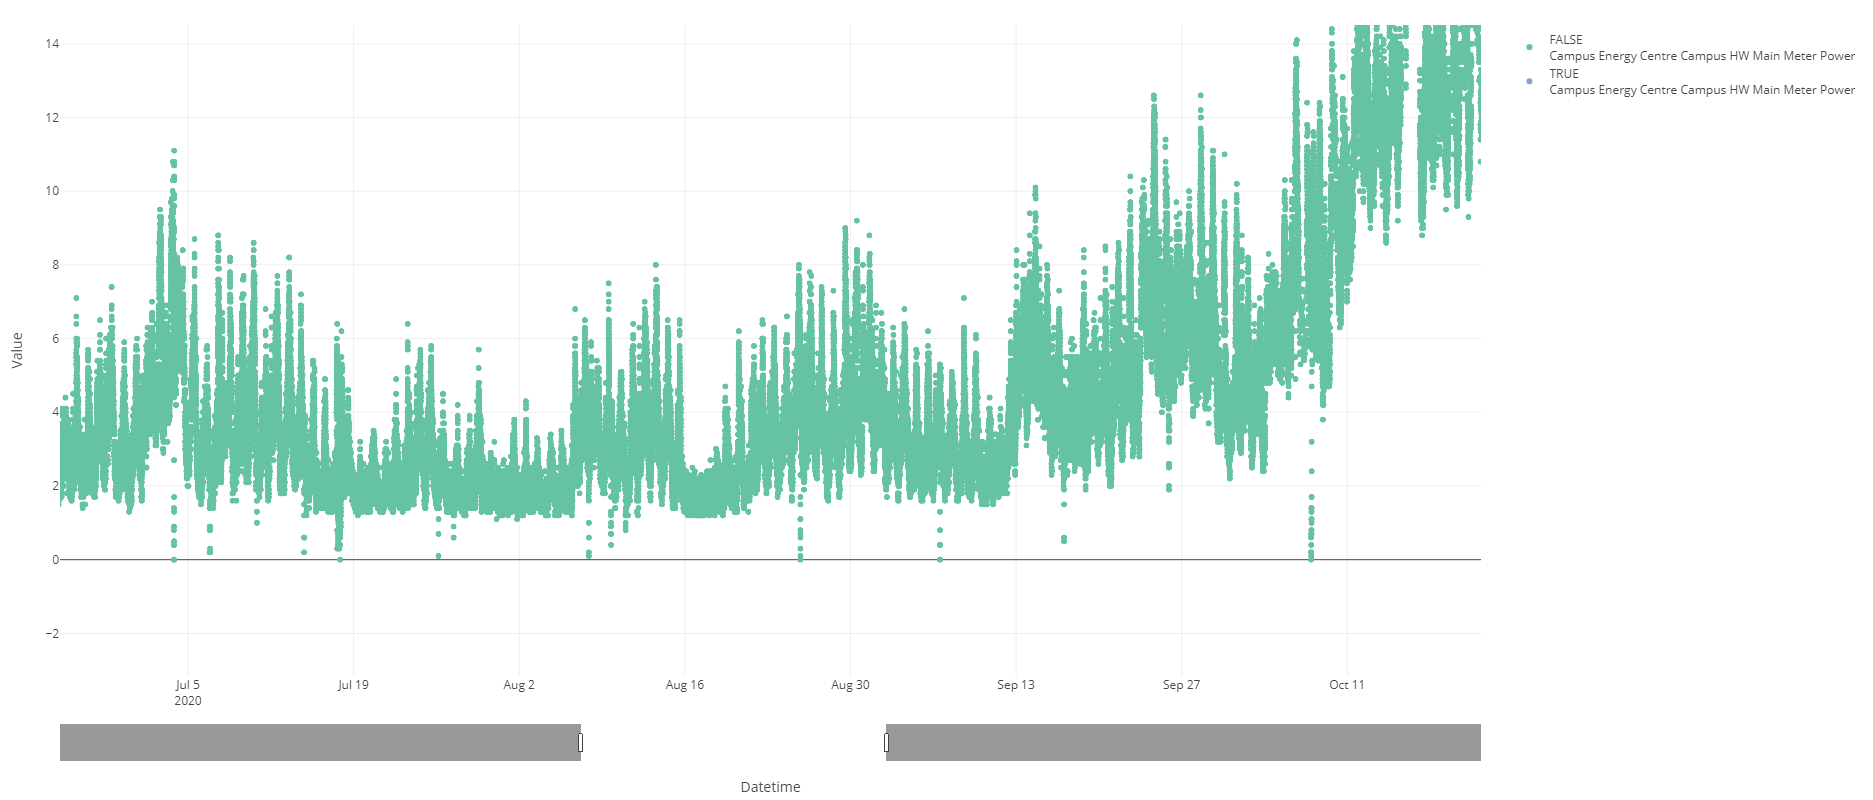 14
12
10
8
6
4
2
0
−2
Value
Jul 5
2020
Jul 19
Aug 2
Aug 16
Aug 30
Sep 13
Sep 27
Oct 11
Datetime
FALSE
Campus Energy Centre Campus HW Main Meter Power
TRUE
Campus Energy Centre Campus HW Main Meter Power